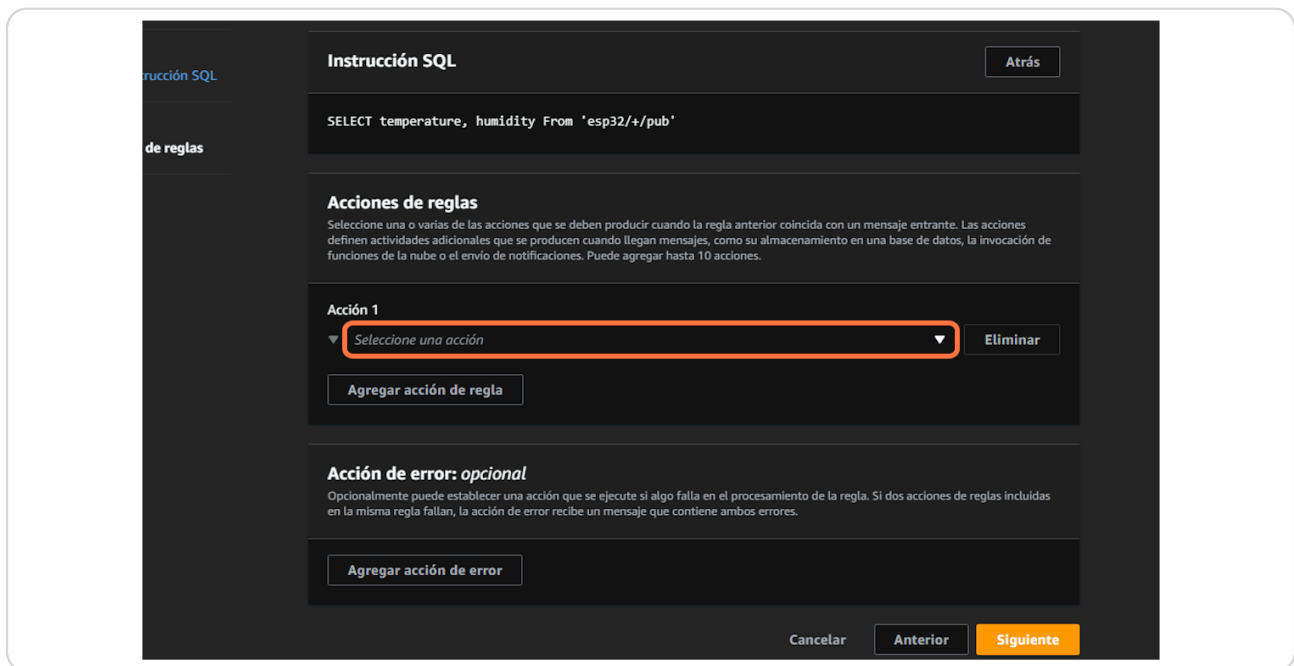 Instrucción SQL
Atrás
trucción SQL
SELECT temperature, humidity From 'esp32/+/pub'
de reglas
Acciones de reglas
Seleccione una o varias de las acciones que se deben producir cuando la regla anterior coincida con un mensaje entrante. Las acciones
definen actividades adicionales que se producen cuando llegan mensajes, como su almacenamiento en una base de datos, la invocación de
funciones de la nube o el envío de notificaciones. Puede agregar hasta 10 acciones.
Acción 1
Seleccione una acción
Eliminar
Agregar acción de regla
Acción de error: opcional
Opcionalmente puede establecer una acción que se ejecute si algo falla en el procesamiento de la regla. Si dos acciones de reglas incluidas
en la misma regla fallan, la acción de error recibe un mensaje que contiene ambos errores.
Agregar acción de error
Cancelar
Anterior
Siguiente